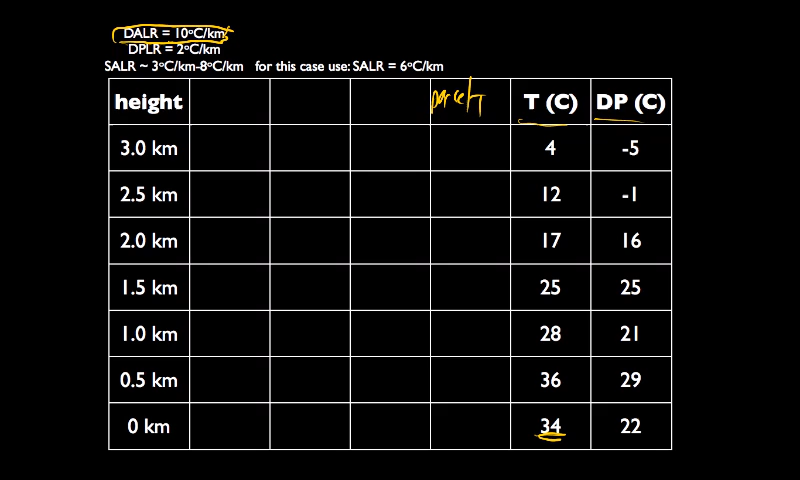 DALR = 10°C/km
DPLR = 2°C/km
SALR ~ 3°C/km-8°C/km for this case use: SALR = 6°C/km
height parcel T T (C) DP (C)
3.0 km 4 -5
2.5 km 12 -1
2.0 km 17 16
1.5 km 25 25
1.0 km 28 21
0.5 km 36 29
0 km 34 22